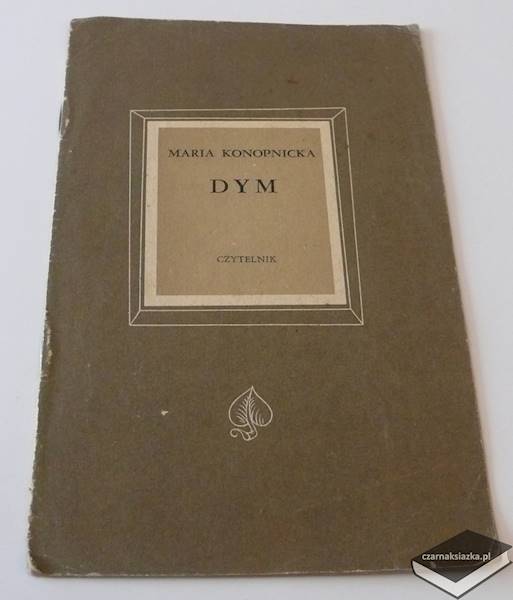 MARIA KONOPNICKA
DYM
CZYTELNIK
czarnaksiazka.pl